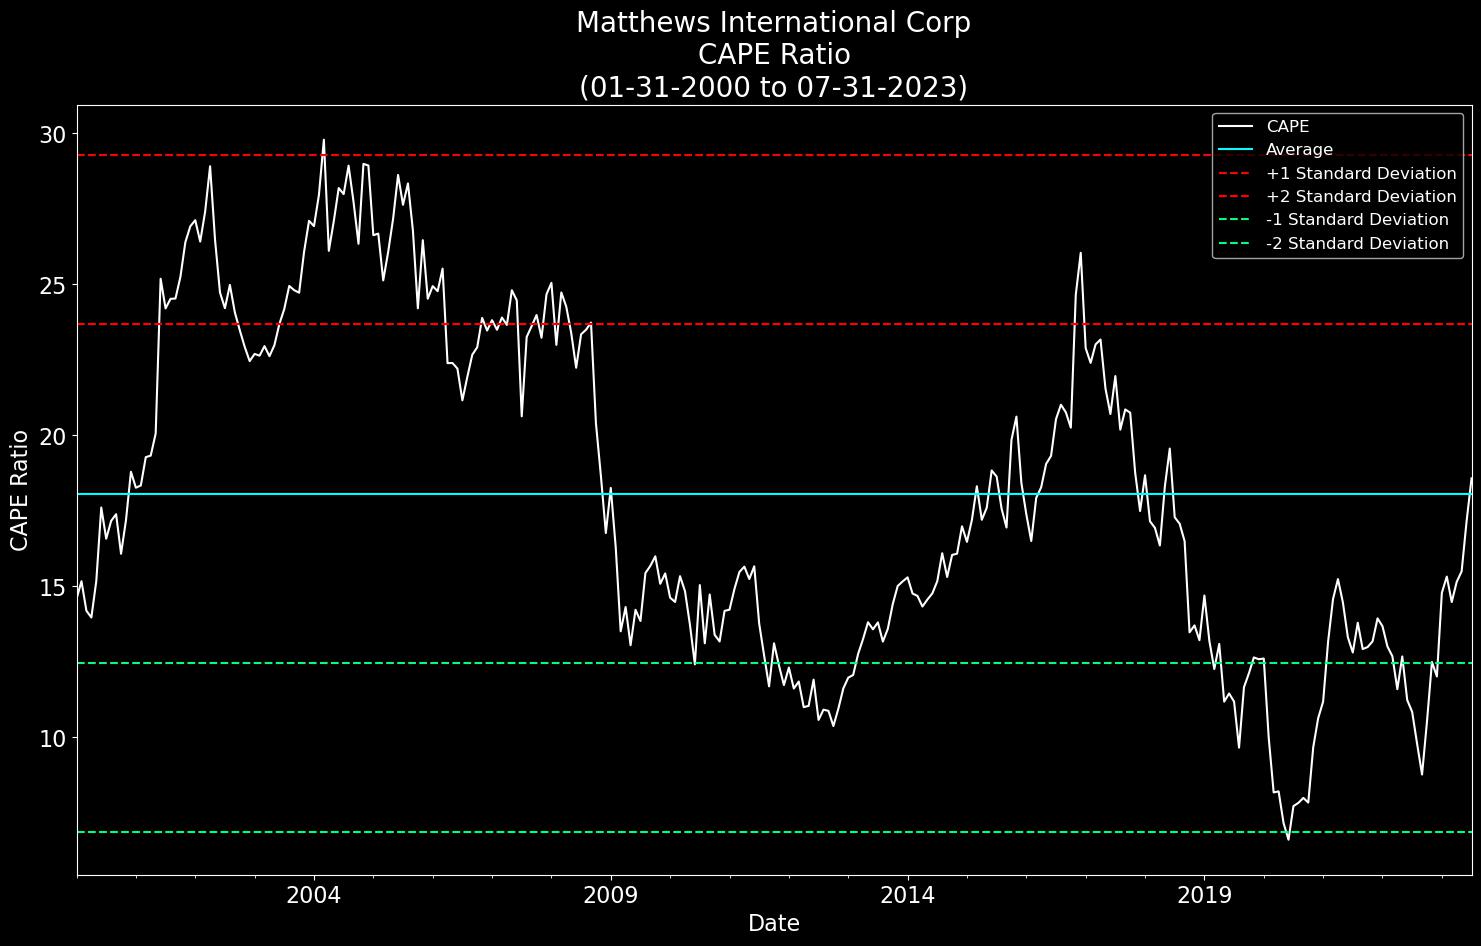 Matthews International Corp
CAPE Ratio
(01-31-2000 to 07-31-2023)
CAPE
Average
+1 Standard Deviation
+2 Standard Deviation
-1 Standard Deviation
-2 Standard Deviation
30
25
20
15
10
CAPE Ratio
2004
2009
2014
2019
Date